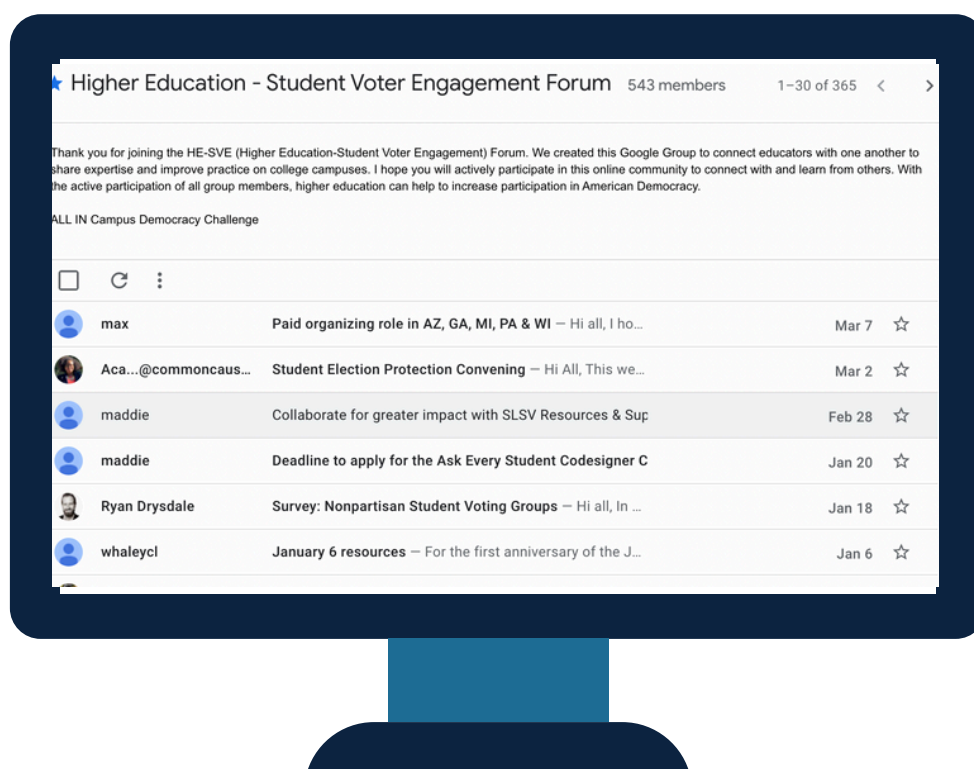 Higher Education - Student Voter Engagement Forum 543 members 1–30 of 365
Thank you for joining the HE-SVE (Higher Education-Student Voter Engagement) Forum. We created this Google Group to connect educators with one another to
share expertise and improve practice on college campuses. I hope you will actively participate in this online community to connect with and learn from others. With
the active participation of all group members, higher education can help to increase participation in American Democracy.
ALL IN Campus Democracy Challenge
max Paid organizing role in AZ, GA, MI, PA & WI – Hi all, I ho... Mar 7
Aca...@commoncaus... Student Election Protection Convening – Hi All, This we... Mar 2
maddie Collaborate for greater impact with SLSV Resources & Sup Feb 28
maddie Deadline to apply for the Ask Every Student Codesigner C Jan 20
Ryan Drysdale Survey: Nonpartisan Student Voting Groups – Hi all, In ... Jan 18
whaleycl January 6 resources – For the first anniversary of the J... Jan 6